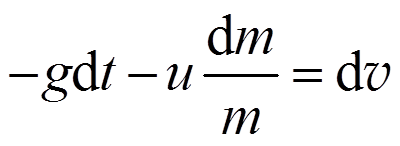 −gdt − u dm/m = dv